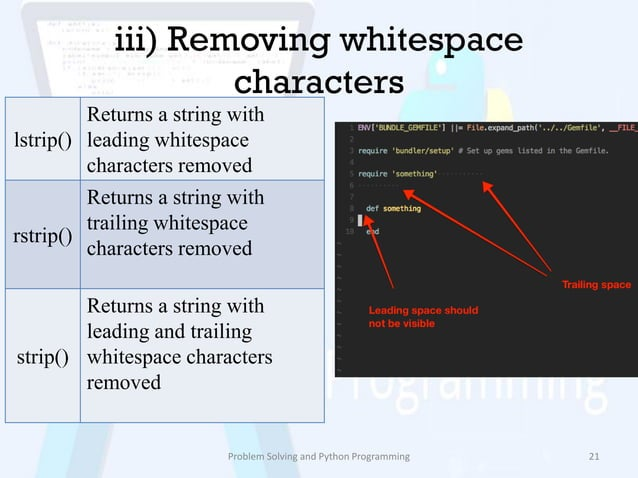 iii) Removing whitespace
characters
lstrip()
Returns a string with
leading whitespace
characters removed
rstrip()
Returns a string with
trailing whitespace
characters removed
strip()
Returns a string with
leading and trailing
whitespace characters
removed
1 ENV['BUNDLE_GEMFILE'] ||= File.expand_path('../../Gemfile', __FILE_
2
3 require 'bundler/setup' # Set up gems listed in the Gemfile.
4
5 require 'something'
6
7
8 def something
9
10 end
Trailing space
Leading space should
not be visible
Programming
Problem Solving and Python Programming
21